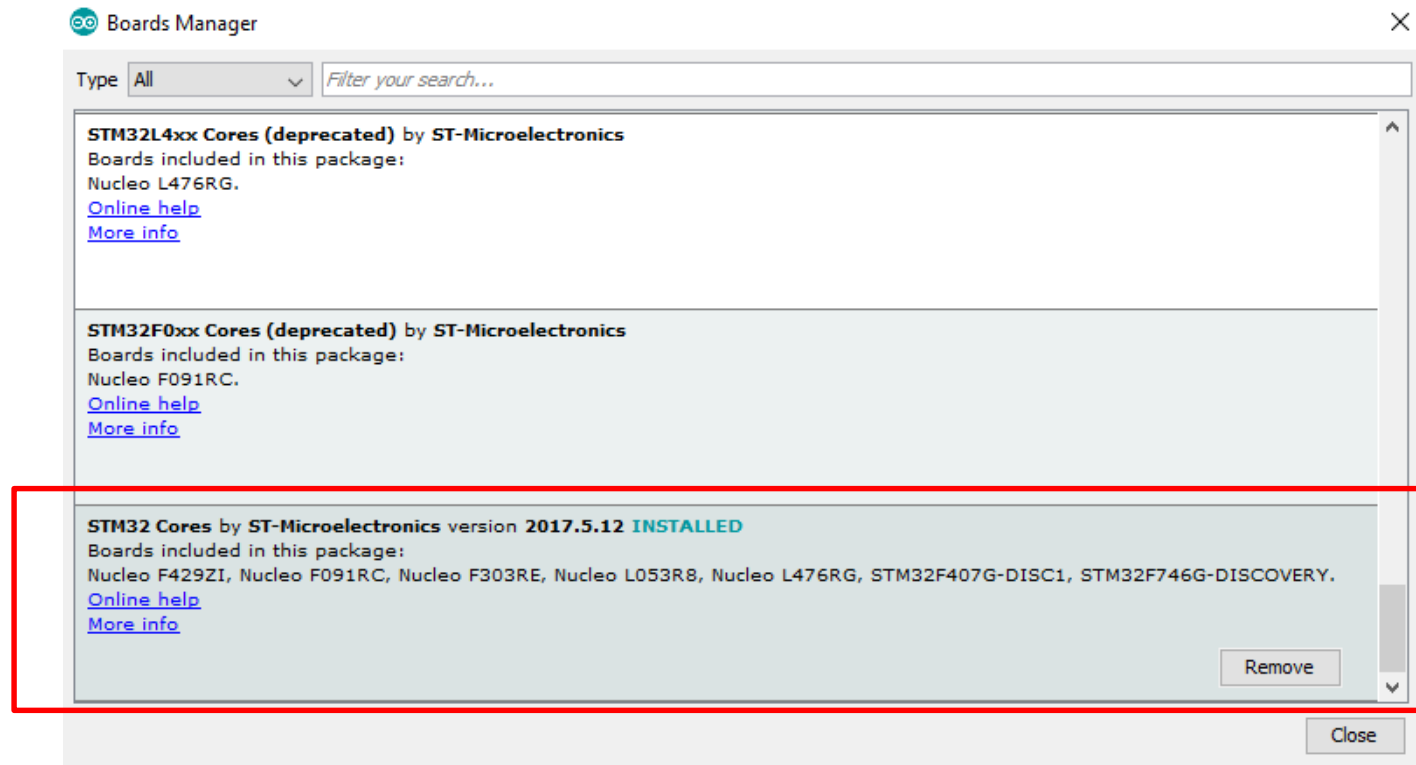 Boards Manager
Type All Filter your search...
STM32L4xx Cores (deprecated) by ST-Microelectronics
Boards included in this package:
Nucleo L476RG.
Online help
More info
STM32F0xx Cores (deprecated) by ST-Microelectronics
Boards included in this package:
Nucleo F091RC.
Online help
More info
STM32 Cores by ST-Microelectronics version 2017.5.12 INSTALLED
Boards included in this package:
Nucleo F429ZI, Nucleo F091RC, Nucleo F303RE, Nucleo L053R8, Nucleo L476RG, STM32F407G-DISC1, STM32F746G-DISCOVERY.
Online help
More info
Remove
Close